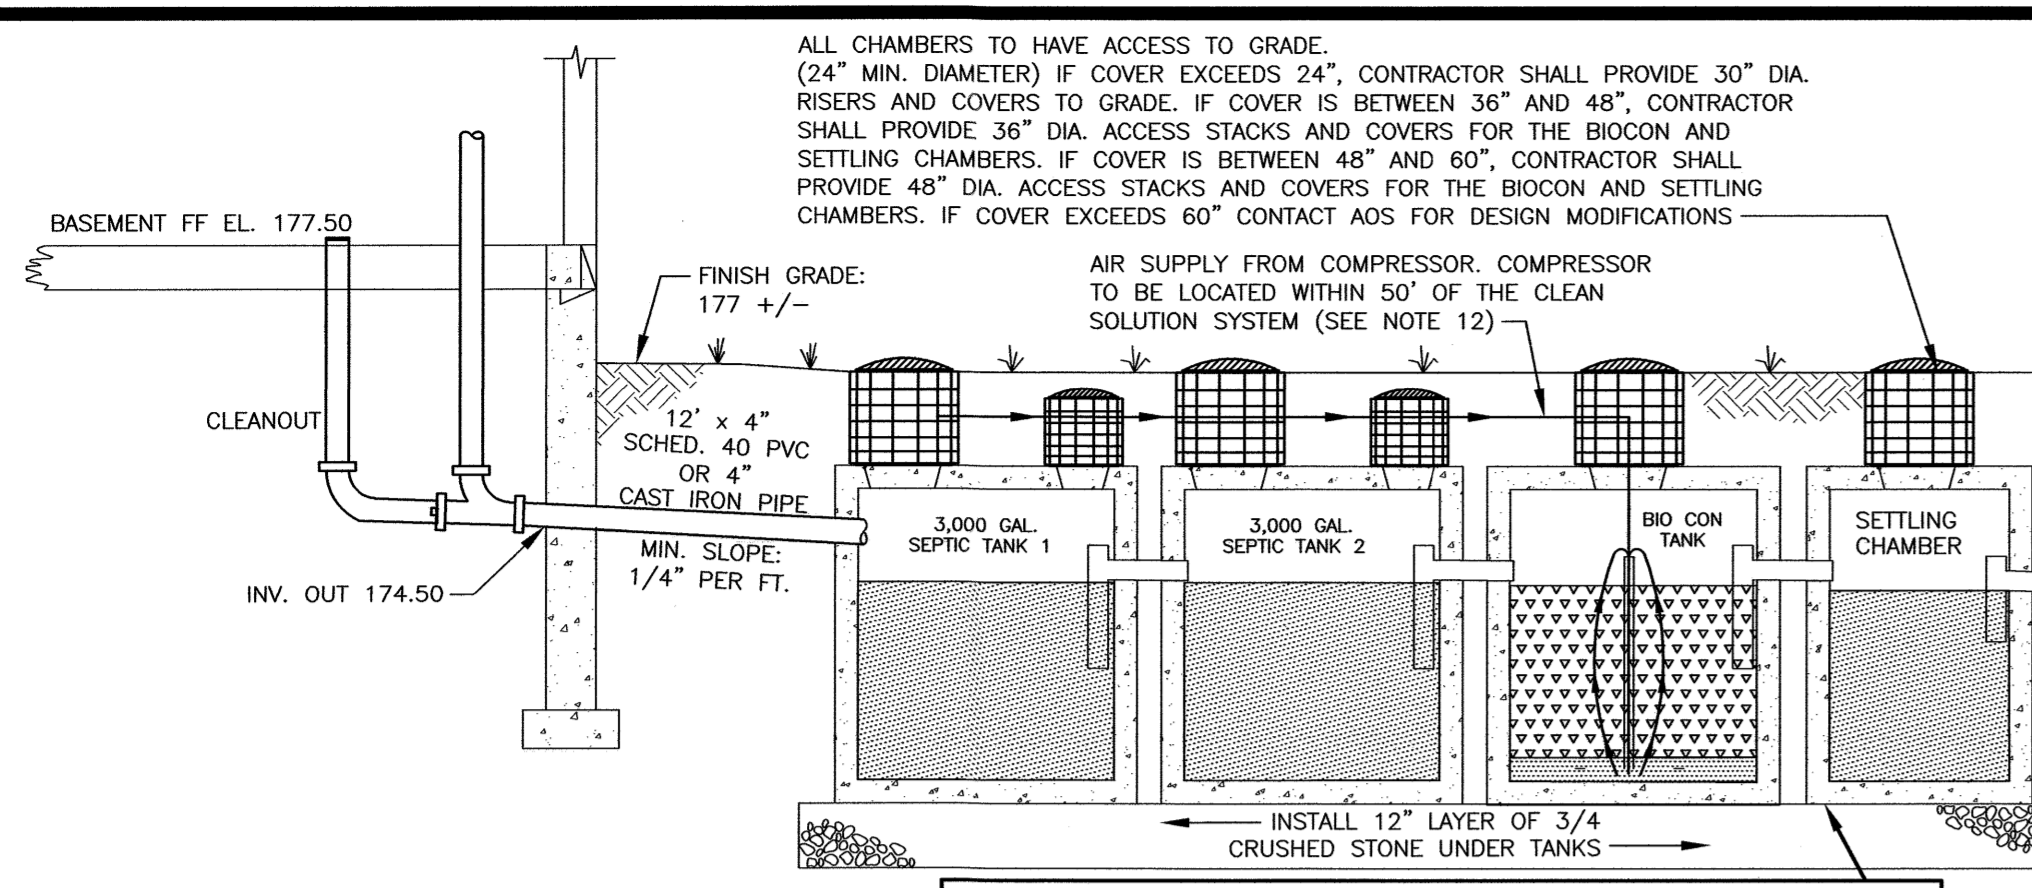 ALL CHAMBERS TO HAVE ACCESS TO GRADE.
(24" MIN. DIAMETER) IF COVER EXCEEDS 24", CONTRACTOR SHALL PROVIDE 30" DIA.
RISERS AND COVERS TO GRADE. IF COVER IS BETWEEN 36" AND 48", CONTRACTOR
SHALL PROVIDE 36" DIA. ACCESS STACKS AND COVERS FOR THE BIOCON AND
SETTLING CHAMBERS. IF COVER IS BETWEEN 48" AND 60", CONTRACTOR SHALL
PROVIDE 48" DIA. ACCESS STACKS AND COVERS FOR THE BIOCON AND SETTLING
CHAMBERS. IF COVER EXCEEDS 60" CONTACT AOS FOR DESIGN MODIFICATIONS
BASEMENT FF EL. 177.50
FINISH GRADE:
177 +/-
AIR SUPPLY FROM COMPRESSOR. COMPRESSOR
TO BE LOCATED WITHIN 50' OF THE CLEAN
SOLUTION SYSTEM (SEE NOTE 12)
CLEANOUT
12' x 4"
SCHED. 40 PVC
OR 4"
CAST IRON PIPE
MIN. SLOPE:
1/4" PER FT.
INV. OUT 174.50
3,000 GAL.
SEPTIC TANK 1
3,000 GAL.
SEPTIC TANK 2
BIO CON
TANK
SETTLING
CHAMBER
INSTALL 12" LAYER OF 3/4
CRUSHED STONE UNDER TANKS